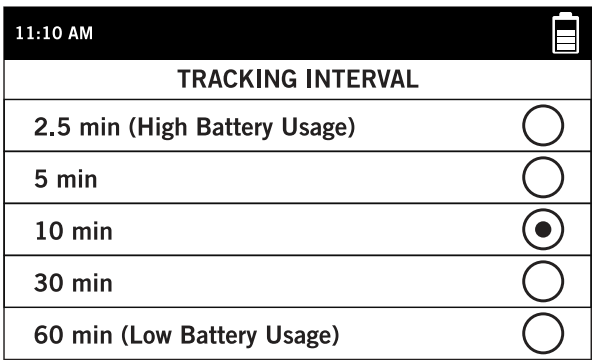 11:10 AM
TRACKING INTERVAL
2.5 min (High Battery Usage)
5 min
10 min
30 min
60 min (Low Battery Usage)